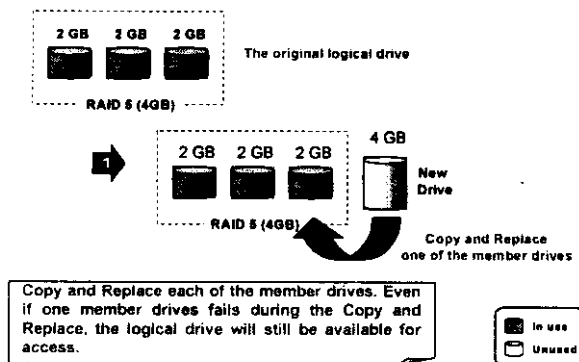 2 GB 2 GB 2 GB
The original logical drive
RAID 5 (4GB)
1
2 GB 2 GB 2 GB
4 GB
New
Drive
RAID 5 (4GB)
Copy and Replace
one of the member drives
Copy and Replace each of the member drives. Even
if one member drives fails during the Copy and
Replace, the logical drive will still be available for
access.
In use
Unused